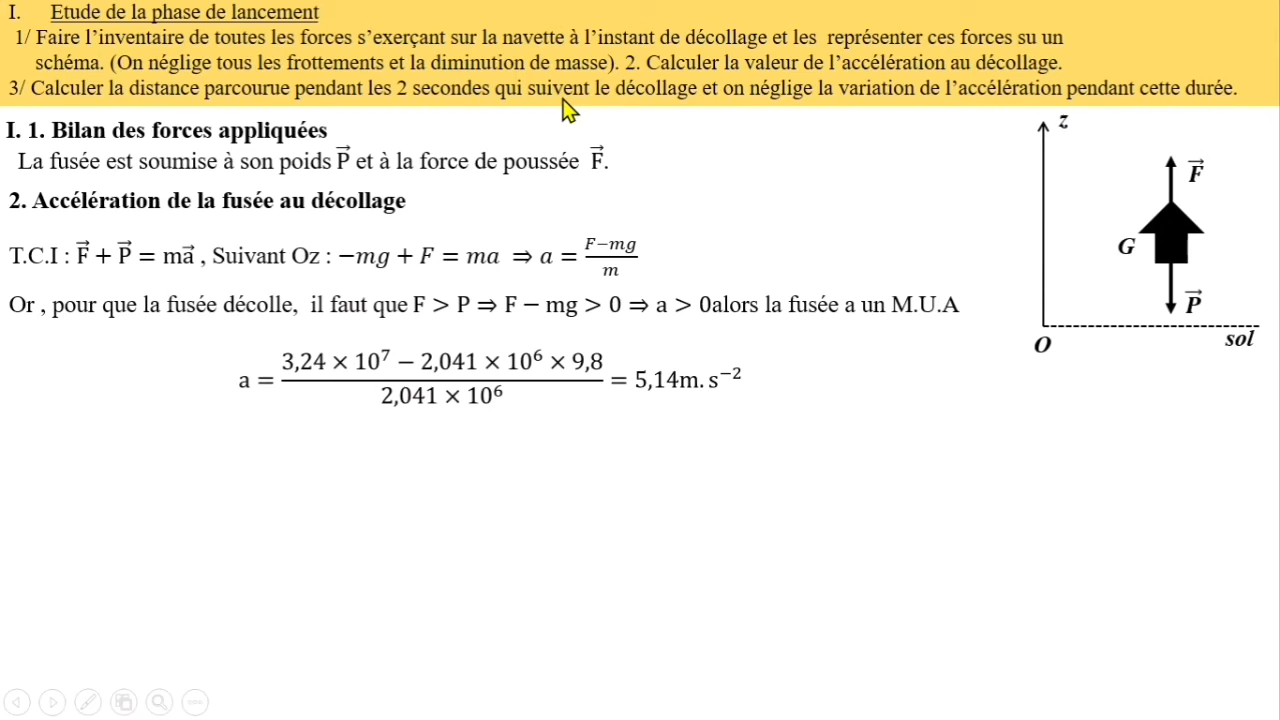 I. Etude de la phase de lancement
1/ Faire l’inventaire de toutes les forces s’exerçant sur la navette à l’instant de décollage et les représenter ces forces su un
schéma. (On néglige tous les frottements et la diminution de masse). 2. Calculer la valeur de l’accélération au décollage.
3/ Calculer la distance parcourue pendant les 2 secondes qui suivent le décollage et on néglige la variation de l’accélération pendant cette durée.
I. 1. Bilan des forces appliquées
La fusée est soumise à son poids P⃗ et à la force de poussée F⃗.
2. Accélération de la fusée au décollage
T.C.I : F⃗ + P⃗ = ma⃗ , Suivant Oz : −mg + F = ma ⇒ a = (F−mg)/m
Or , pour que la fusée décolle, il faut que F > P ⇒ F − mg > 0 ⇒ a > 0alors la fusée a un M.U.A
a = (3,24 × 10⁷ − 2,041 × 10⁶ × 9,8)/(2,041 × 10⁶) = 5,14m. s⁻²
z
F⃗
G
P⃗
O
sol